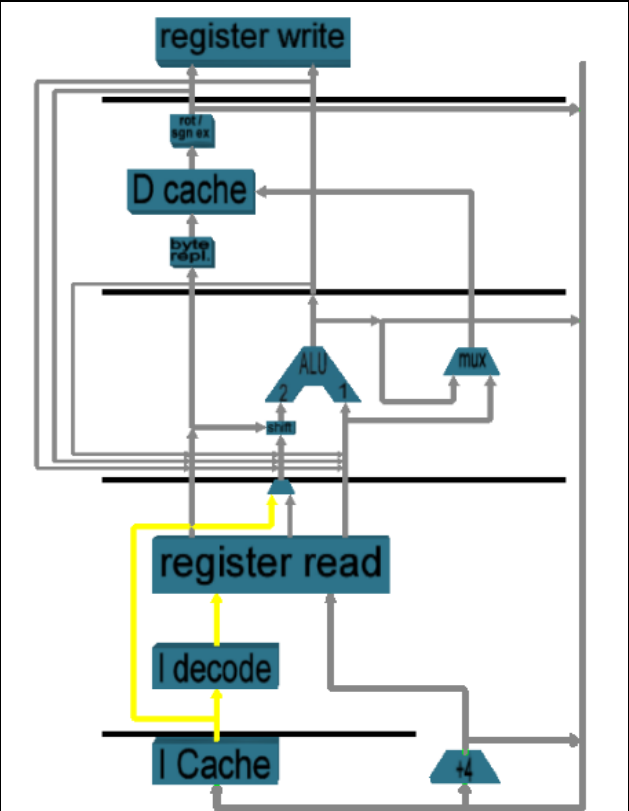 register write
rot /
sgn ex
D cache
byte
repl.
ALU
2
1
mux
shift
register read
I decode
I Cache
+4